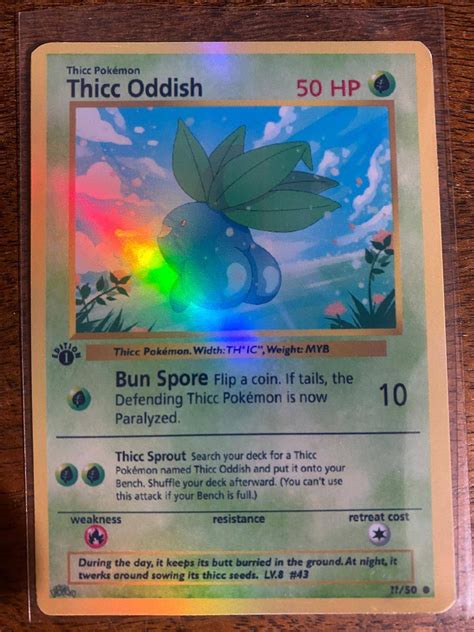 Thicc Pokémon
Thicc Oddish 50 HP
EDITION 1
Thicc Pokémon. Width: TH*IC", Weight: MYB
Bun Spore Flip a coin. If tails, the
Defending Thicc Pokémon is now 10
Paralyzed.
Thicc Sprout Search your deck for a Thicc
Pokémon named Thicc Oddish and put it onto your
Bench. Shuffle your deck afterward. (You can't use
this attack if your Bench is full.)
weakness resistance retreat cost
During the day, it keeps its butt burried in the ground. At night, it
twerks around sowing its thicc seeds. LV.8 #43
/50